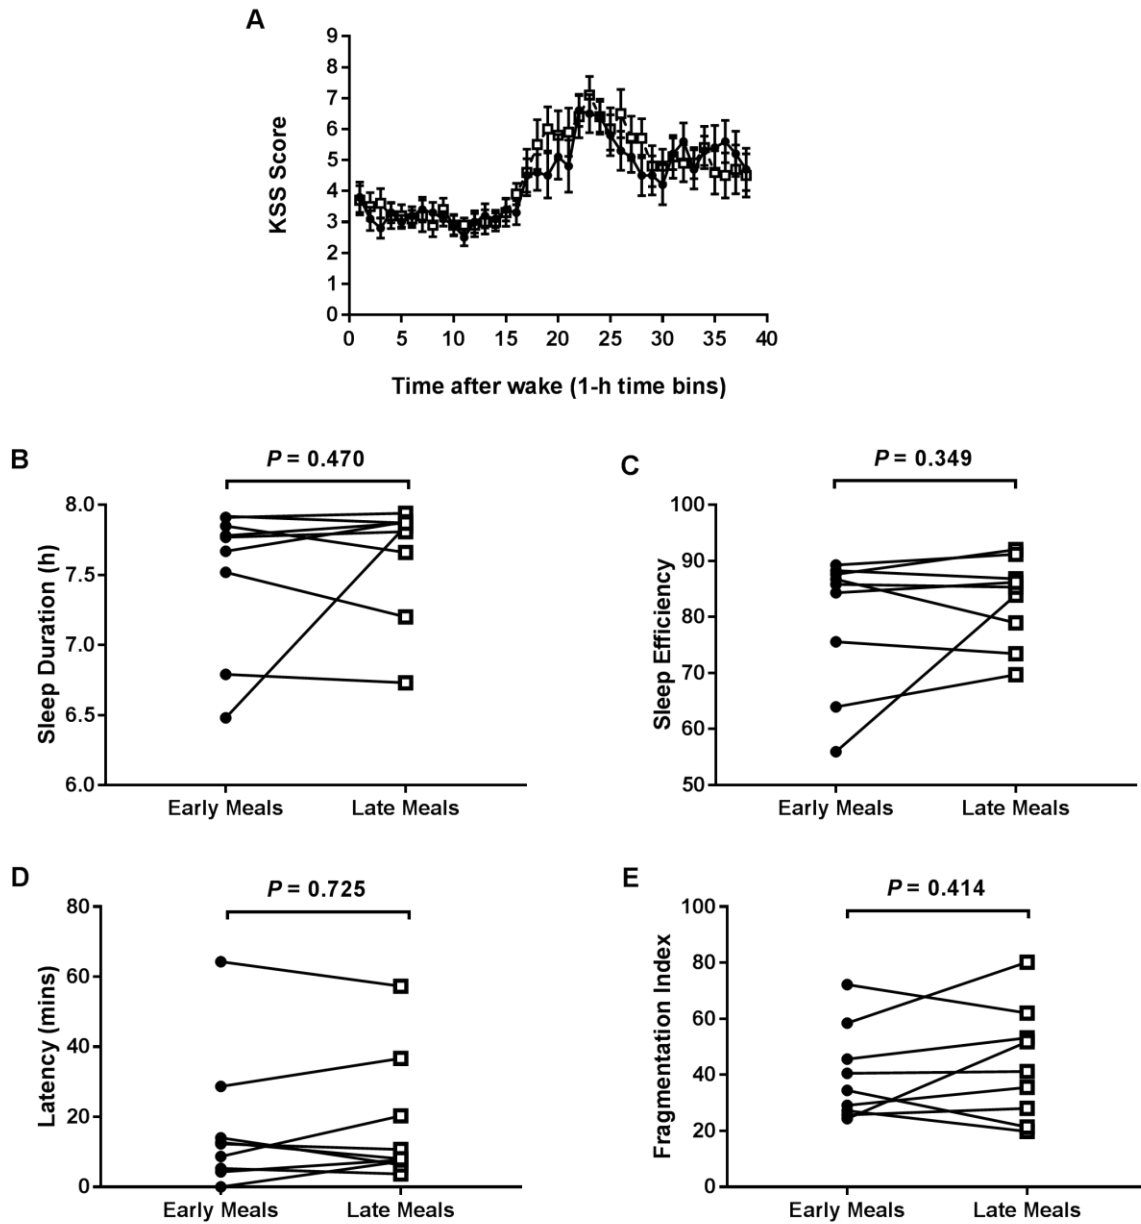 A
9
8
7
6
5
4
3
2
1
0
KSS Score
0 5 10 15 20 25 30 35 40
Time after wake (1-h time bins)
B
P = 0.470
8.0
7.5
7.0
6.5
6.0
Sleep Duration (h)
Early Meals Late Meals
C
P = 0.349
100
90
80
70
60
50
Sleep Efficiency
Early Meals Late Meals
D
P = 0.725
80
60
40
20
0
Latency (mins)
Early Meals Late Meals
E
P = 0.414
100
80
60
40
20
0
Fragmentation Index
Early Meals Late Meals